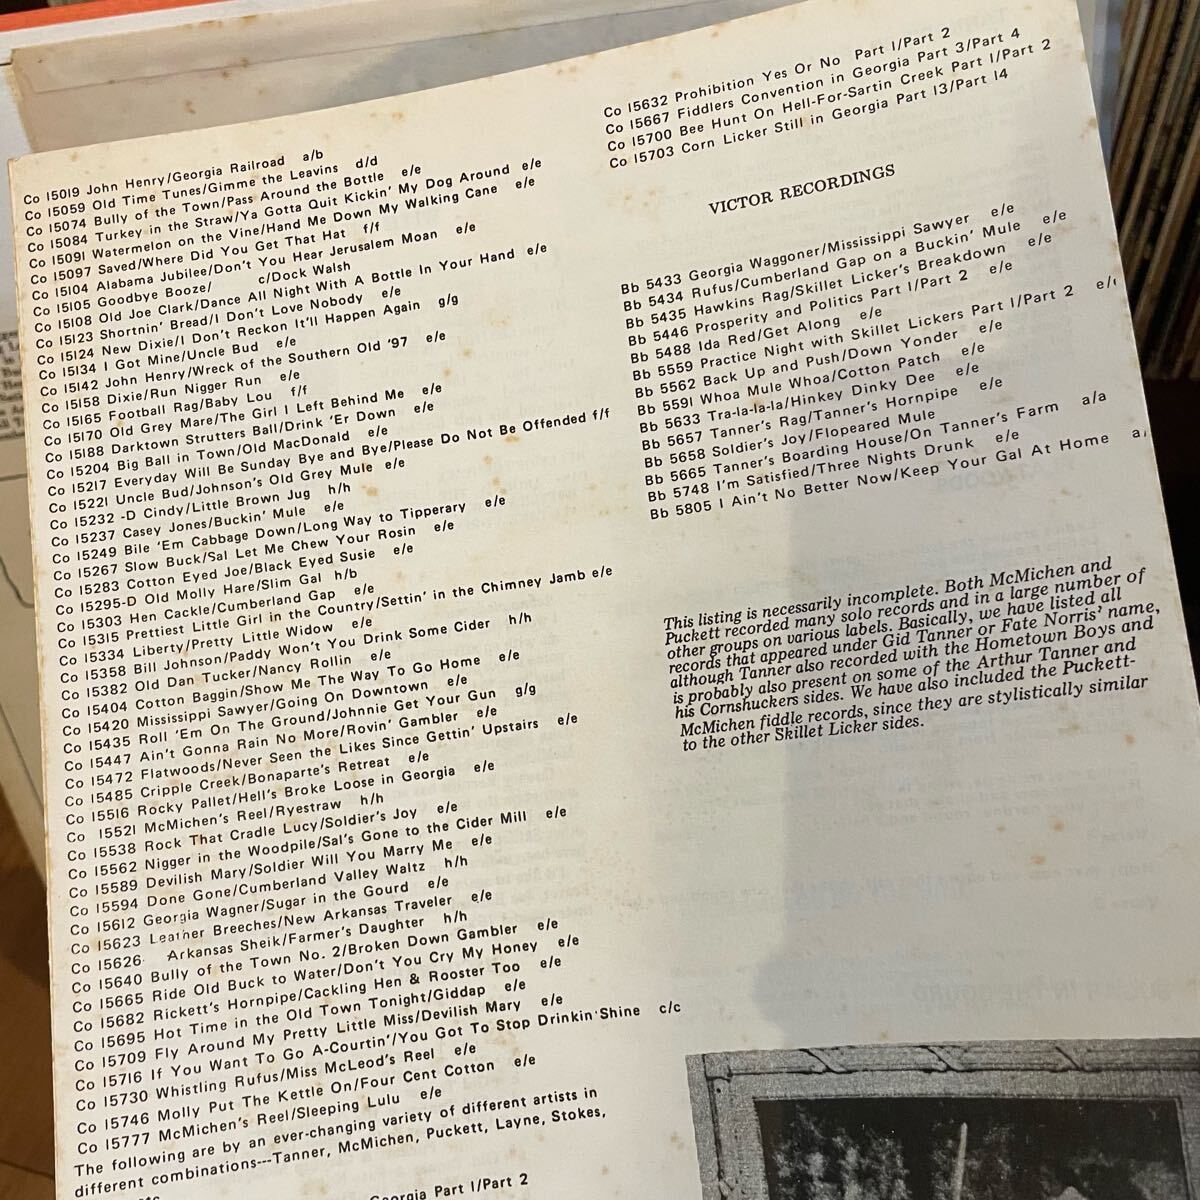 Co 15019 John Henry/Georgia Railroad a/b
Co 15059 Old Time Tunes/Gimme the Leavins d/d
Co 15074 Bully of the Town/Pass Around the Bottle e/e
Co 15084 Turkey in the Straw/Ya Gotta Quit Kickin' My Dog Around e/e
Co 15091 Watermelon on the Vine/Hand Me Down My Walking Cane e/e
Co 15097 Saved/Where Did You Get That Hat f/f
Co 15104 Alabama Jubilee/Don't You Hear Jerusalem Moan e/e
Co 15105 Goodbye Booze/ c/Dock Walsh
Co 15108 Old Joe Clark/Dance All Night With A Bottle In Your Hand e/e
Co 15123 Shortnin' Bread/I Don't Love Nobody e/e
Co 15124 New Dixie/I Don't Reckon It'll Happen Again g/g
Co 15134 I Got Mine/Uncle Bud e/e
Co 15142 John Henry/Wreck of the Southern Old '97 e/e
Co 15158 Dixie/Run Nigger Run e/e
Co 15165 Football Rag/Baby Lou f/f
Co 15170 Old Grey Mare/The Girl I Left Behind Me e/e
Co 15188 Darktown Strutters Ball/Drink 'Er Down e/e
Co 15204 Big Ball in Town/Old MacDonald e/e
Co 15217 Everyday Will Be Sunday Bye and Bye/Please Do Not Be Offended f/f
Co 15221 Uncle Bud/Johnson's Old Grey Mule e/e
Co 15232 -D Cindy/Little Brown Jug h/h
Co 15237 Casey Jones/Buckin' Mule e/e
Co 15249 Bile 'Em Cabbage Down/Long Way to Tipperary e/e
Co 15267 Slow Buck/Sal Let Me Chew Your Rosin e/e
Co 15283 Cotton Eyed Joe/Black Eyed Susie e/e
Co 15295-D Old Molly Hare/Slim Gal h/b
Co 15303 Hen Cackle/Cumberland Gap e/e
Co 15315 Prettiest Little Girl in the Country/Settin' in the Chimney Jamb e/e
Co 15334 Liberty/Pretty Little Widow e/e
Co 15358 Bill Johnson/Paddy Won't You Drink Some Cider h/h
Co 15382 Old Dan Tucker/Nancy Rollin e/e
Co 15404 Cotton Baggin/Show Me The Way To Go Home e/e
Co 15420 Mississippi Sawyer/Going On Downtown e/e
Co 15435 Roll 'Em On The Ground/Johnnie Get Your Gun g/g
Co 15447 Ain't Gonna Rain No More/Rovin' Gambler e/e
Co 15472 Flatwoods/Never Seen the Likes Since Gettin' Upstairs e/e
Co 15485 Cripple Creek/Bonaparte's Retreat e/e
Co 15516 Rocky Pallet/Hell's Broke Loose in Georgia e/e
Co 15521 McMichen's Reel/Ryestraw h/h
Co 15538 Rock That Cradle Lucy/Soldier's Joy e/e
Co 15562 Nigger in the Woodpile/Sal's Gone to the Cider Mill e/e
Co 15589 Devilish Mary/Soldier Will You Marry Me e/e
Co 15594 Done Gone/Cumberland Valley Waltz h/h
Co 15612 Georgia Wagner/Sugar in the Gourd e/e
Co 15623 Leather Breeches/New Arkansas Traveler e/e
Co 15626 Arkansas Sheik/Farmer's Daughter h/h
Co 15640 Bully of the Town No. 2/Broken Down Gambler e/e
Co 15665 Ride Old Buck to Water/Don't You Cry My Honey e/e
Co 15682 Rickett's Hornpipe/Cackling Hen & Rooster Too e/e
Co 15695 Hot Time in the Old Town Tonight/Giddap e/e
Co 15709 Fly Around My Pretty Little Miss/Devilish Mary e/e
Co 15716 If You Want To Go A-Courtin'/You Got To Stop Drinkin' Shine c/c
Co 15730 Whistling Rufus/Miss McLeod's Reel e/e
Co 15746 Molly Put The Kettle On/Four Cent Cotton e/e
Co 15777 McMichen's Reel/Sleeping Lulu e/e
The following are by an ever-changing variety of different artists in
different combinations---Tanner, McMichen, Puckett, Layne, Stokes,
Georgia Part 1/Part 2
Co 15632 Prohibition Yes Or No Part 1/Part 2
Co 15667 Fiddlers Convention in Georgia Part 3/Part 4
Co 15700 Bee Hunt On Hell-For-Sartin Creek Part 1/Part 2
Co 15703 Corn Licker Still in Georgia Part 13/Part 14
VICTOR RECORDINGS
Bb 5433 Georgia Waggoner/Mississippi Sawyer e/e
Bb 5434 Rufus/Cumberland Gap on a Buckin' Mule e/e
Bb 5435 Hawkins Rag/Skillet Licker's Breakdown e/e
Bb 5446 Prosperity and Politics Part 1/Part 2 e/e
Bb 5488 Ida Red/Get Along e/e
Bb 5559 Practice Night with Skillet Lickers Part 1/Part 2 e/e
Bb 5562 Back Up and Push/Down Yonder e/e
Bb 5591 Whoa Mule Whoa/Cotton Patch e/e
Bb 5633 Tra-la-la-la/Hinkey Dinky Dee e/e
Bb 5657 Tanner's Rag/Tanner's Hornpipe e/e
Bb 5658 Soldier's Joy/Flopeared Mule
Bb 5665 Tanner's Boarding House/On Tanner's Farm a/a
Bb 5748 I'm Satisfied/Three Nights Drunk e/e
Bb 5805 I Ain't No Better Now/Keep Your Gal At Home a/
This listing is necessarily incomplete. Both McMichen and
Puckett recorded many solo records and in a large number of
other groups on various labels. Basically, we have listed all
records that appeared under Gid Tanner or Fate Norris' name,
although Tanner also recorded with the Hometown Boys and
is probably also present on some of the Arthur Tanner and
his Cornshuckers sides. We have also included the Puckett-
McMichen fiddle records, since they are stylistically similar
to the other Skillet Licker sides.